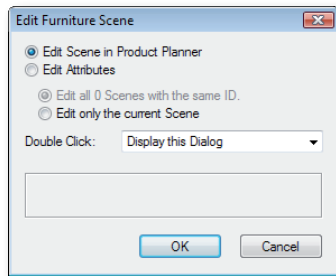 Edit Furniture Scene
Edit Scene in Product Planner
Edit Attributes
Edit all 0 Scenes with the same ID.
Edit only the current Scene
Double Click: Display this Dialog
OK Cancel